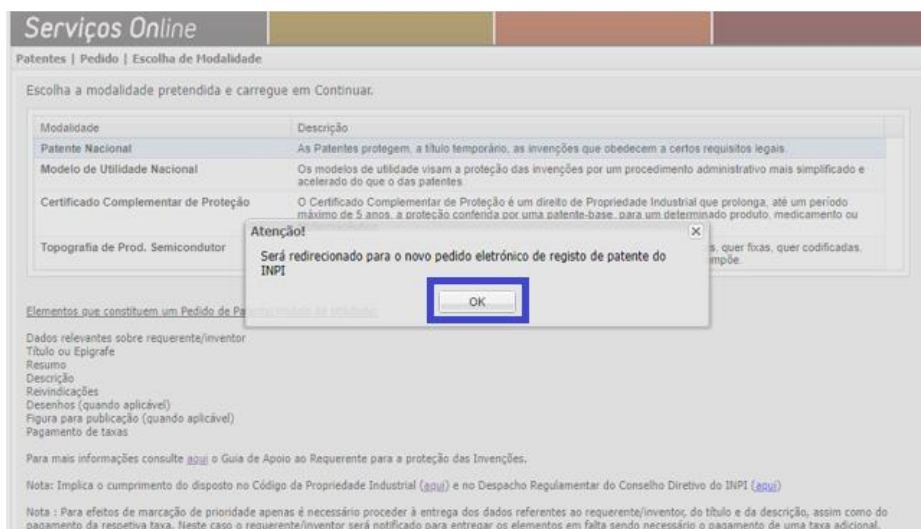 Serviços Online
Patentes | Pedido | Escolha de Modalidade
Escolha a modalidade pretendida e carregue em Continuar.
Modalidade Descrição
Patente Nacional As Patentes protegem, a título temporário, as invenções que obedecem a certos requisitos legais.
Modelo de Utilidade Nacional Os modelos de utilidade visam a proteção das invenções por um procedimento administrativo mais simplificado e
acelerado do que o das patentes.
Certificado Complementar de Proteção O Certificado Complementar de Proteção é um direito de Propriedade Industrial que prolonga, até um período
máximo de 5 anos, a proteção conferida por uma patente-base, para um determinado produto, medicamento ou
Topografia de Prod. Semicondutor s, quer fixas, quer codificadas,
mpõe.
Atenção!
Será redirecionado para o novo pedido eletrónico de registo de patente do
INPI
OK
Elementos que constituem um Pedido de
Dados relevantes sobre requerente/inventor
Título ou Epígrafe
Resumo
Descrição
Reivindicações
Desenhos (quando aplicável)
Figura para publicação (quando aplicável)
Pagamento de taxas
Para mais informações consulte aqui o Guia de Apoio ao Requerente para a proteção das Invenções.
Nota: Implica o cumprimento do disposto no Código da Propriedade Industrial (aqui) e no Despacho Regulamentar do Conselho Diretivo do INPI (aqui)
Nota : Para efeitos de marcação de prioridade apenas é necessário proceder à entrega dos dados referentes ao requerente/inventor, do título e da descrição, assim como do
pagamento da respetiva taxa. Neste caso o requerente/inventor será notificado para entregar os elementos em falta sendo necessário o pagamento de uma taxa adicional.